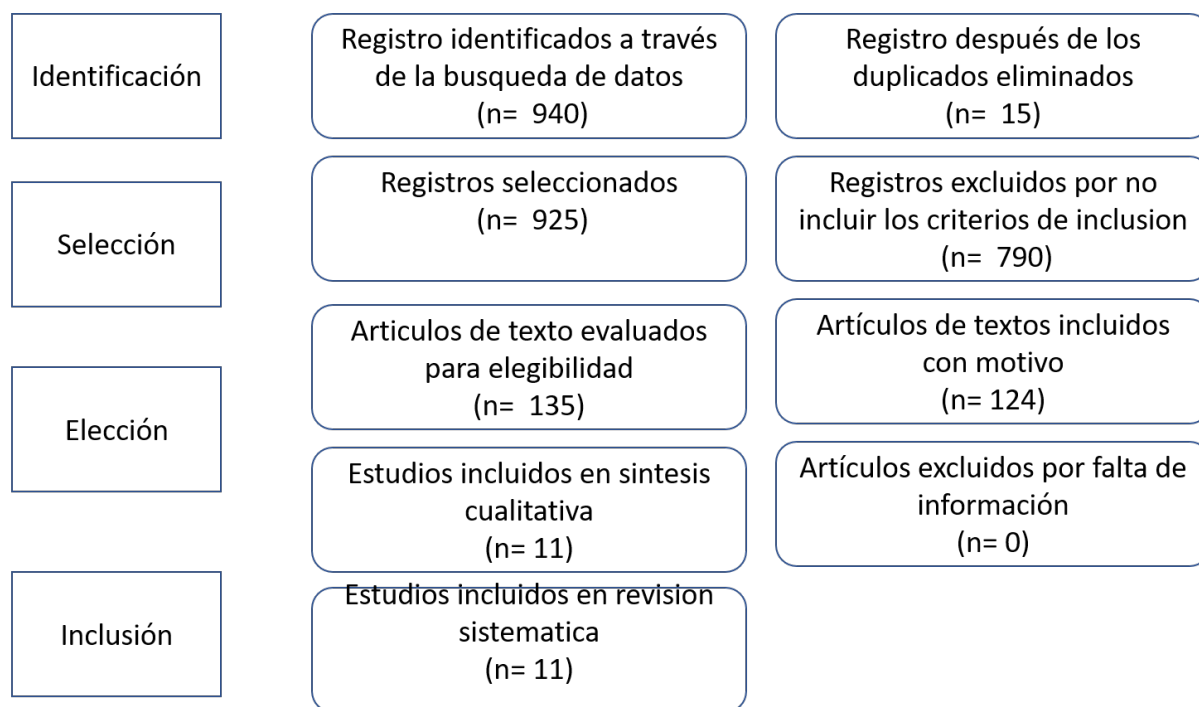 Identificación
Registro identificados a través
de la busqueda de datos
(n= 940)
Registro después de los
duplicados eliminados
(n= 15)
Selección
Registros seleccionados
(n= 925)
Registros excluidos por no
incluir los criterios de inclusion
(n= 790)
Elección
Articulos de texto evaluados
para elegibilidad
(n= 135)
Artículos de textos incluidos
con motivo
(n= 124)
Estudios incluidos en sintesis
cualitativa
(n= 11)
Artículos excluidos por falta de
información
(n= 0)
Inclusión
Estudios incluidos en revision
sistematica
(n= 11)